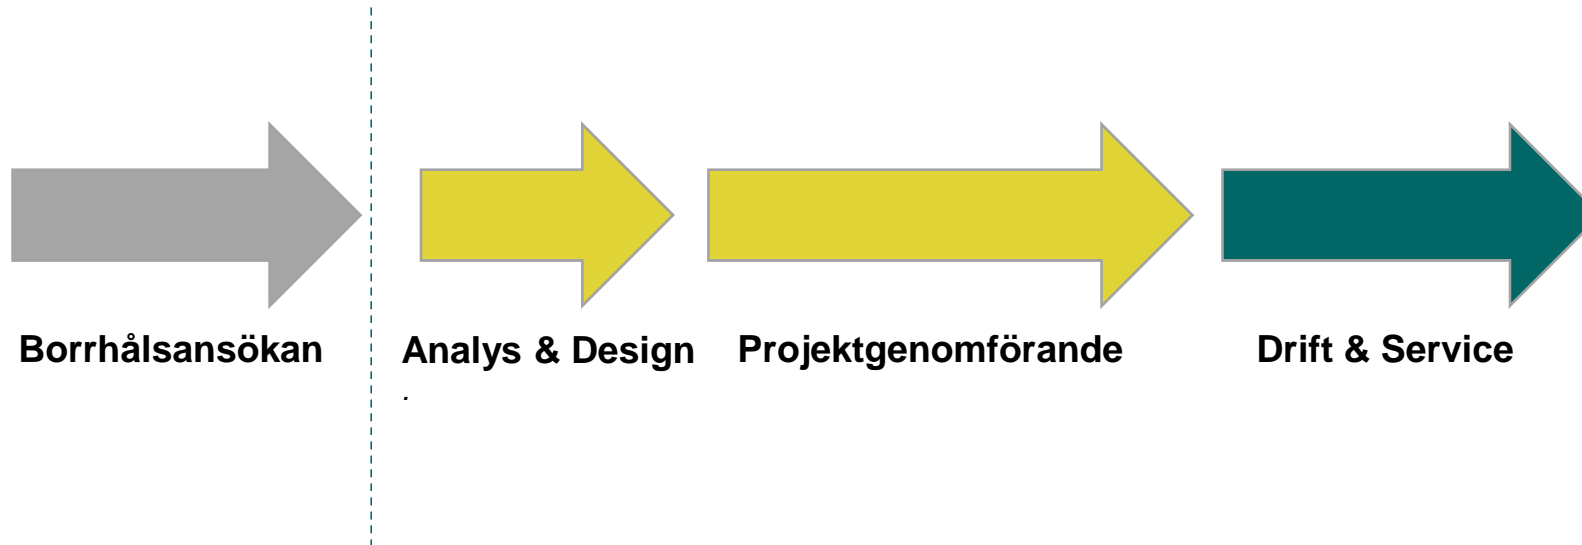 Borrhålsansökan
Analys & Design
Projektgenomförande
Drift & Service
.